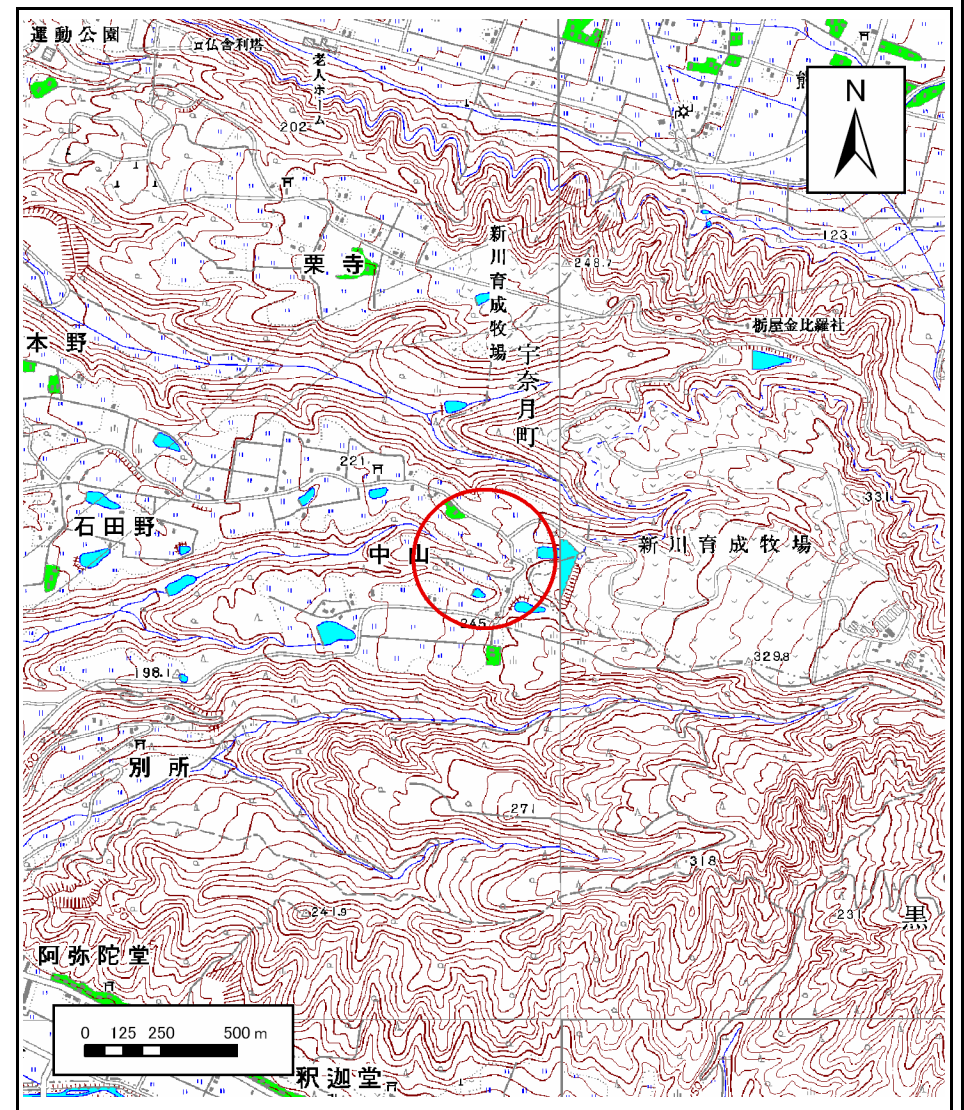 運動公園
仏舎利塔
老人ホーム
202
N
123
栗寺
新川育成牧場
248.7
栃屋金比羅社
本野
宇奈月町
221
331
石田野
中山
新川育成牧場
245
329.8
198.1
別所
271
318
241.9
231
黒
阿弥陀堂
0 125 250 500 m
釈迦堂